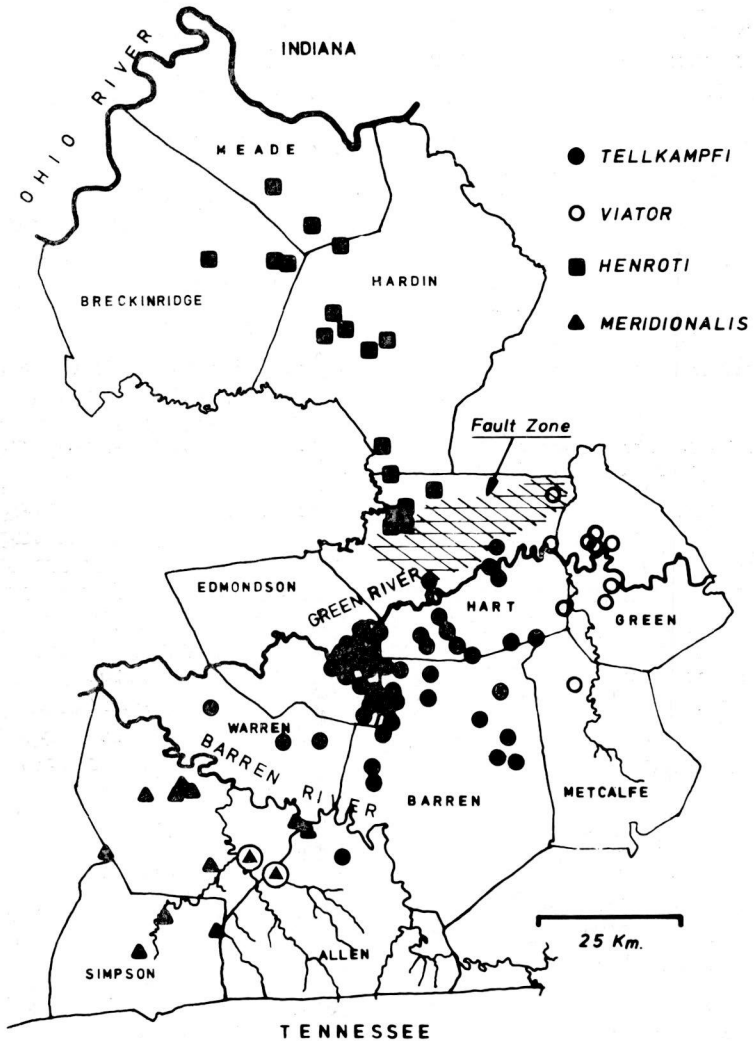 INDIANA
OHIO RIVER
MEADE
BRECKINRIDGE
HARDIN
TELLKAMPFI
VIATOR
HENROTI
MERIDIONALIS
Fault Zone
EDMONDSON
GREEN RIVER
HART
GREEN
WARREN
BARREN RIVER
BARREN
METCALFE
25 Km.
ALLEN
SIMPSON
TENNESSEE